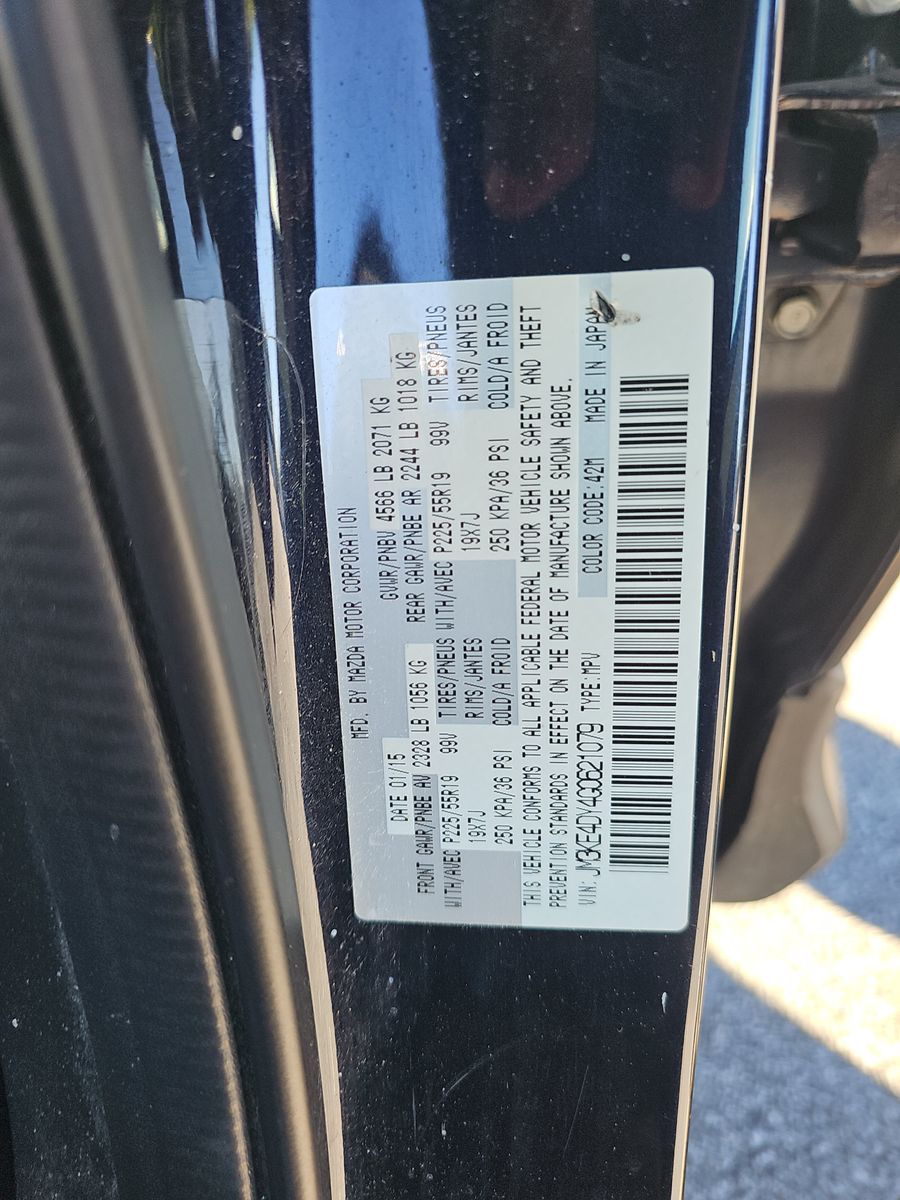 MFD. BY MAZDA MOTOR CORPORATION
DATE 01/15 GVWR/PNBV 4566 LB 2071 KG
FRONT GAWR/PNBE AV 2328 LB 1056 KG REAR GAWR/PNBE AR 2244 LB 1018 KG
WITH/AVEC P225/55R19 99V TIRES/PNEUS WITH/AVEC P225/55R19 99V TIRES/PNEUS
19X7J RIMS/JANTES 19X7J RIMS/JANTES
250 KPA/36 PSI COLD/A FROID 250 KPA/36 PSI COLD/A FROID
THIS VEHICLE CONFORMS TO ALL APPLICABLE FEDERAL MOTOR VEHICLE SAFETY AND THEFT
PREVENTION STANDARDS IN EFFECT ON THE DATE OF MANUFACTURE SHOWN ABOVE.
VIN: JM3KE4DY4G0621079 TYPE:MPV COLOR CODE:42M MADE IN JAPAN